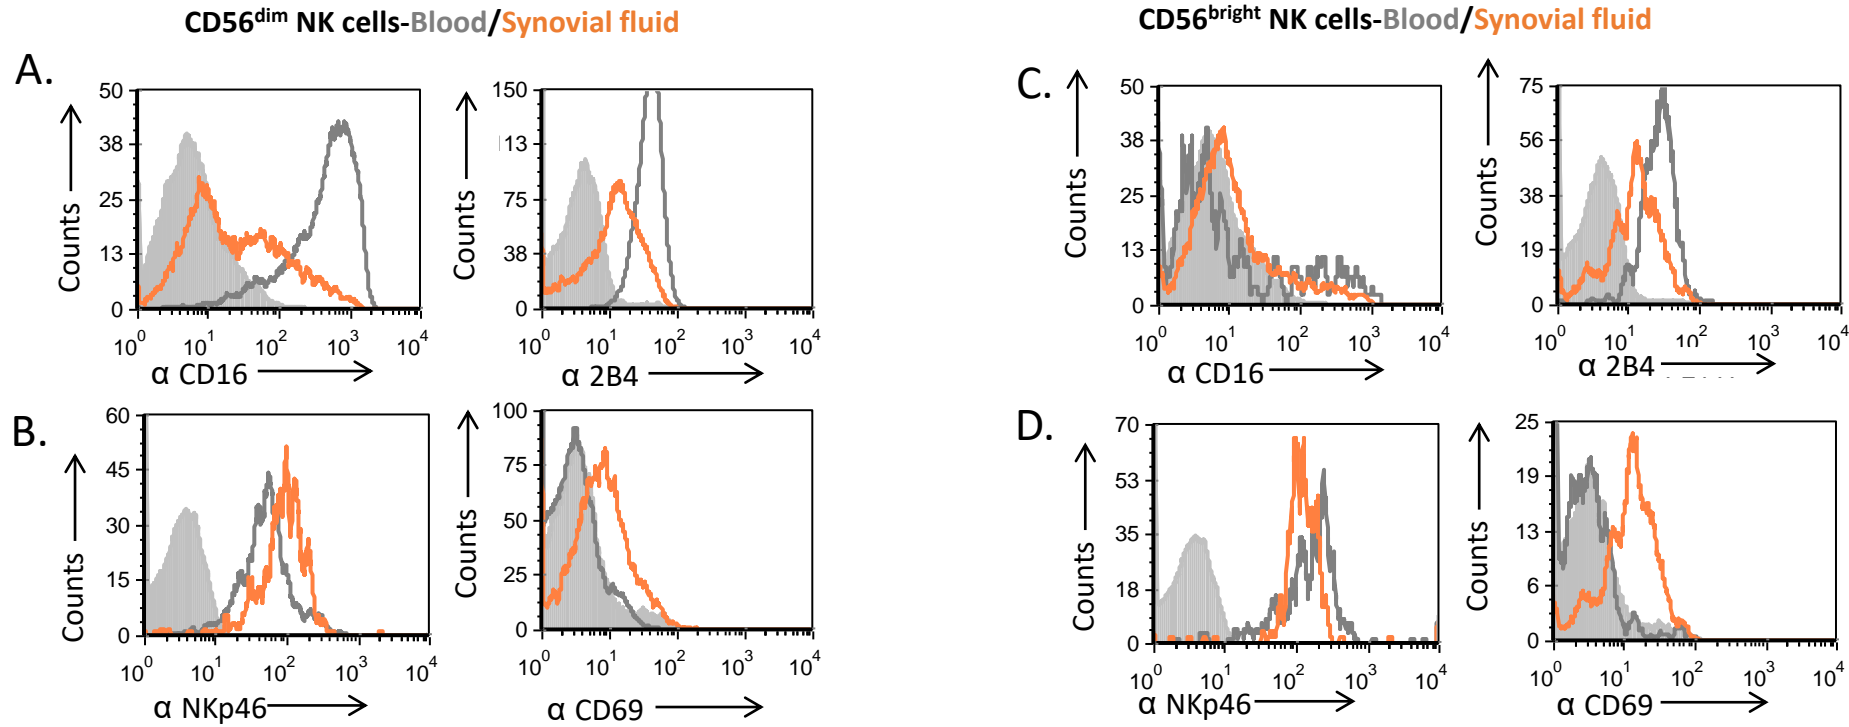 CD56dim NK cells-Blood/Synovial fluid
CD56bright NK cells-Blood/Synovial fluid
A.
Counts
50
38
25
13
0
10^0 10^1 10^2 10^3 10^4
α CD16
Counts
150
13
75
38
0
10^0 10^1 10^2 10^3 10^4
α 2B4
C.
Counts
50
38
25
13
0
10^0 10^1 10^2 10^3 10^4
α CD16
Counts
75
56
38
19
0
10^0 10^1 10^2 10^3 10^4
α 2B4
B.
Counts
60
45
30
15
0
10^0 10^1 10^2 10^3 10^4
α NKp46
Counts
100
75
50
25
0
10^0 10^1 10^2 10^3 10^4
α CD69
D.
Counts
70
53
35
18
0
10^0 10^1 10^2 10^3 10^4
α NKp46
Counts
25
19
13
6
0
10^0 10^1 10^2 10^3 10^4
α CD69